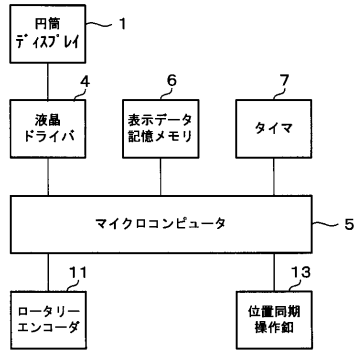 円筒
ディスプレイ
1
4
6
7
液晶
ドライバ
表示データ
記憶メモリ
タイマ
マイクロコンピュータ
5
11
13
ロータリー
エンコーダ
位置同期
操作釦